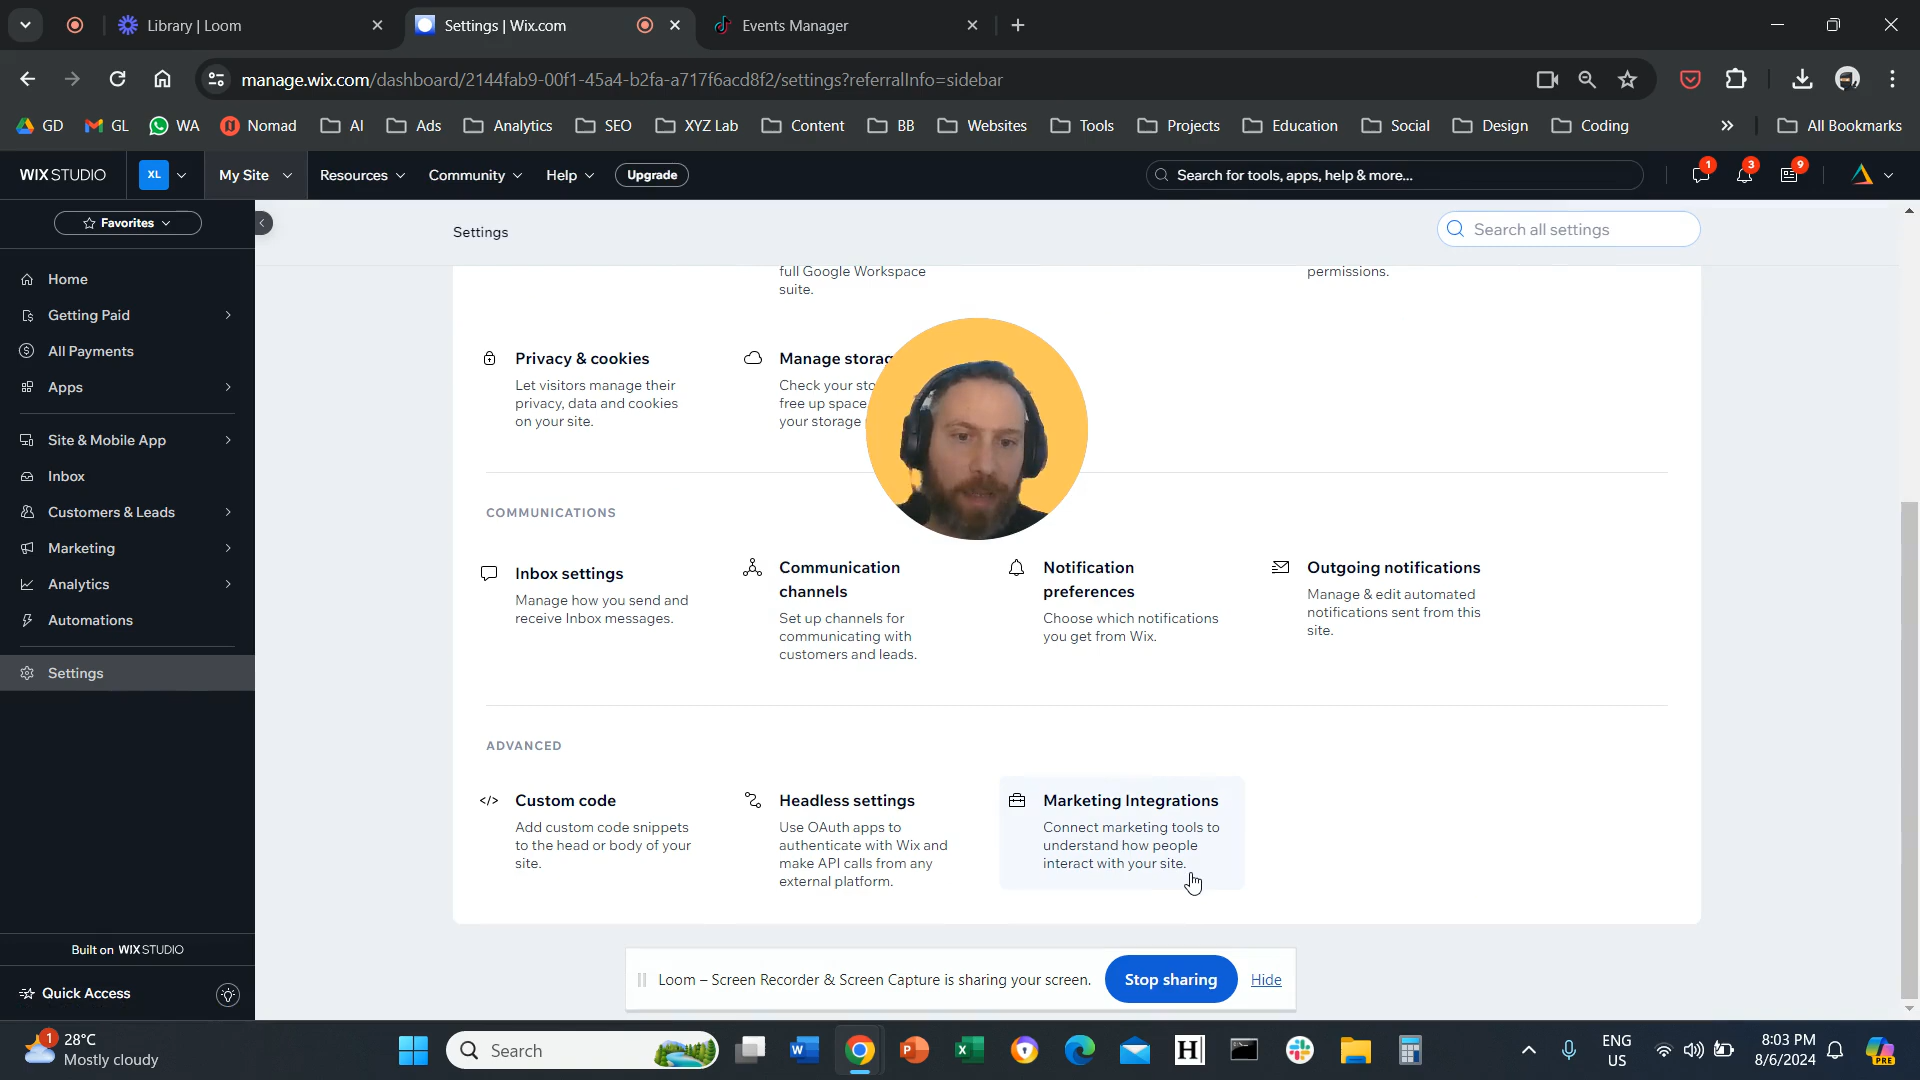 Library | Loom
Settings | Wix.com
Events Manager
manage.wix.com/dashboard/2144fab9-00f1-45a4-b2fa-a717f6acd8f2/settings?referralInfo=sidebar
GD
GL
WA
Nomad
AI
Ads
Analytics
SEO
XYZ Lab
Content
BB
Websites
Tools
Projects
Education
Social
Design
Coding
All Bookmarks
WIX STUDIO
XL
My Site
Resources
Community
Help
Upgrade
Search for tools, apps, help & more...
1
3
9
Favorites
Home
Getting Paid
All Payments
Apps
Site & Mobile App
Inbox
Customers & Leads
Marketing
Analytics
Automations
Settings
Built on WIX STUDIO
Quick Access
Settings
Search all settings
full Google Workspace
suite.
permissions.
Privacy & cookies
Let visitors manage their
privacy, data and cookies
on your site.
Manage storag
Check your sto
free up space
your storage
COMMUNICATIONS
Inbox settings
Manage how you send and
receive Inbox messages.
Communication
channels
Set up channels for
communicating with
customers and leads.
Notification
preferences
Choose which notifications
you get from Wix.
Outgoing notifications
Manage & edit automated
notifications sent from this
site.
ADVANCED
Custom code
Add custom code snippets
to the head or body of your
site.
Headless settings
Use OAuth apps to
authenticate with Wix and
make API calls from any
external platform.
Marketing Integrations
Connect marketing tools to
understand how people
interact with your site.
Loom – Screen Recorder & Screen Capture is sharing your screen.
Stop sharing
Hide
1
28°C
Mostly cloudy
Search
ENG
US
8:03 PM
8/6/2024
PRE